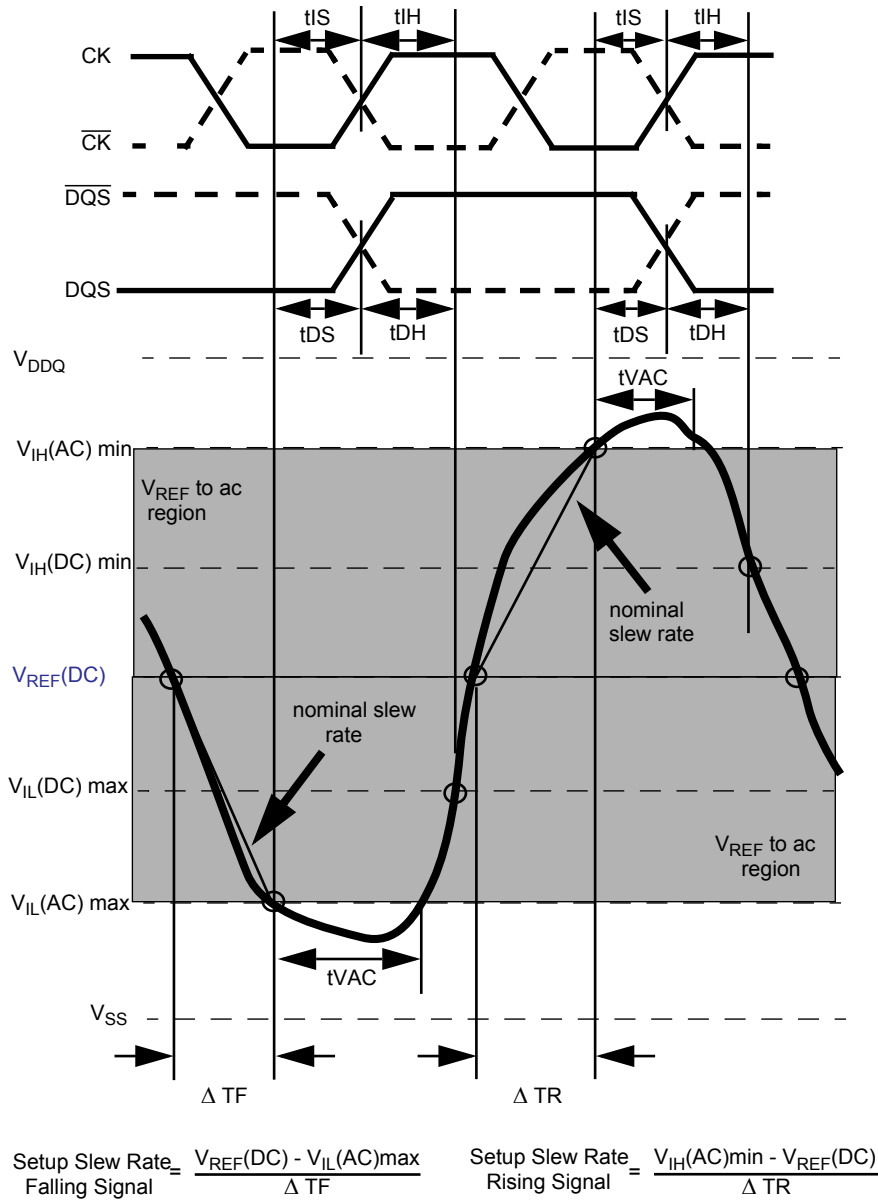 tIS tIH tIS tIH
CK
CK
DQS
DQS
tDS tDH tDS tDH
VDDQ
tVAC
VIH(AC) min
VREF to ac
region
VIH(DC) min
nominal
slew rate
VREF(DC)
nominal slew
rate
VIL(DC) max
VREF to ac
region
VIL(AC) max
tVAC
VSS
Δ TF Δ TR
Setup Slew Rate
Falling Signal
= VREF(DC) - VIL(AC)max
Δ TF
Setup Slew Rate
Rising Signal
= VIH(AC)min - VREF(DC)
Δ TR